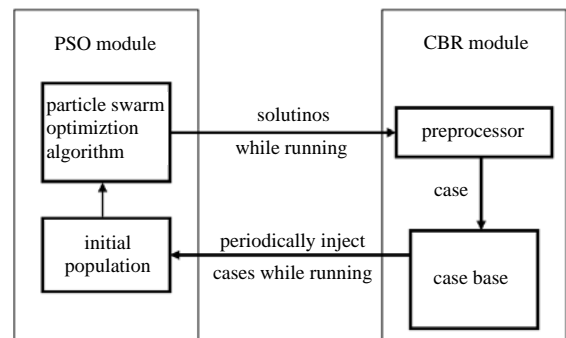 PSO module
CBR module
particle swarm
optimiztion
algorithm
solutinos
while running
preprocessor
case
initial
population
periodically inject
cases while running
case base